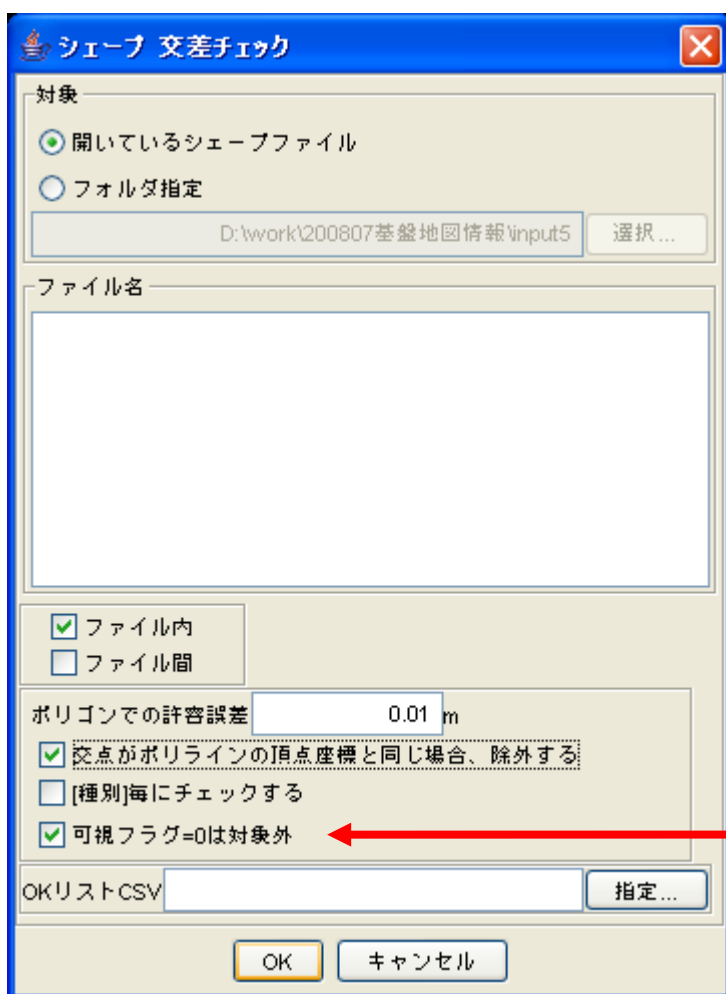 シェープ 交差チェック
対象
開いているシェープファイル
フォルダ指定
D:\work\200807基盤地図情報\input5
選択...
ファイル名
ファイル内
ファイル間
ポリゴンでの許容誤差 0.01 m
交点がポリラインの頂点座標と同じ場合、除外する
[種別]毎にチェックする
可視フラグ=0は対象外
OKリストCSV
指定...
OK
キャンセル